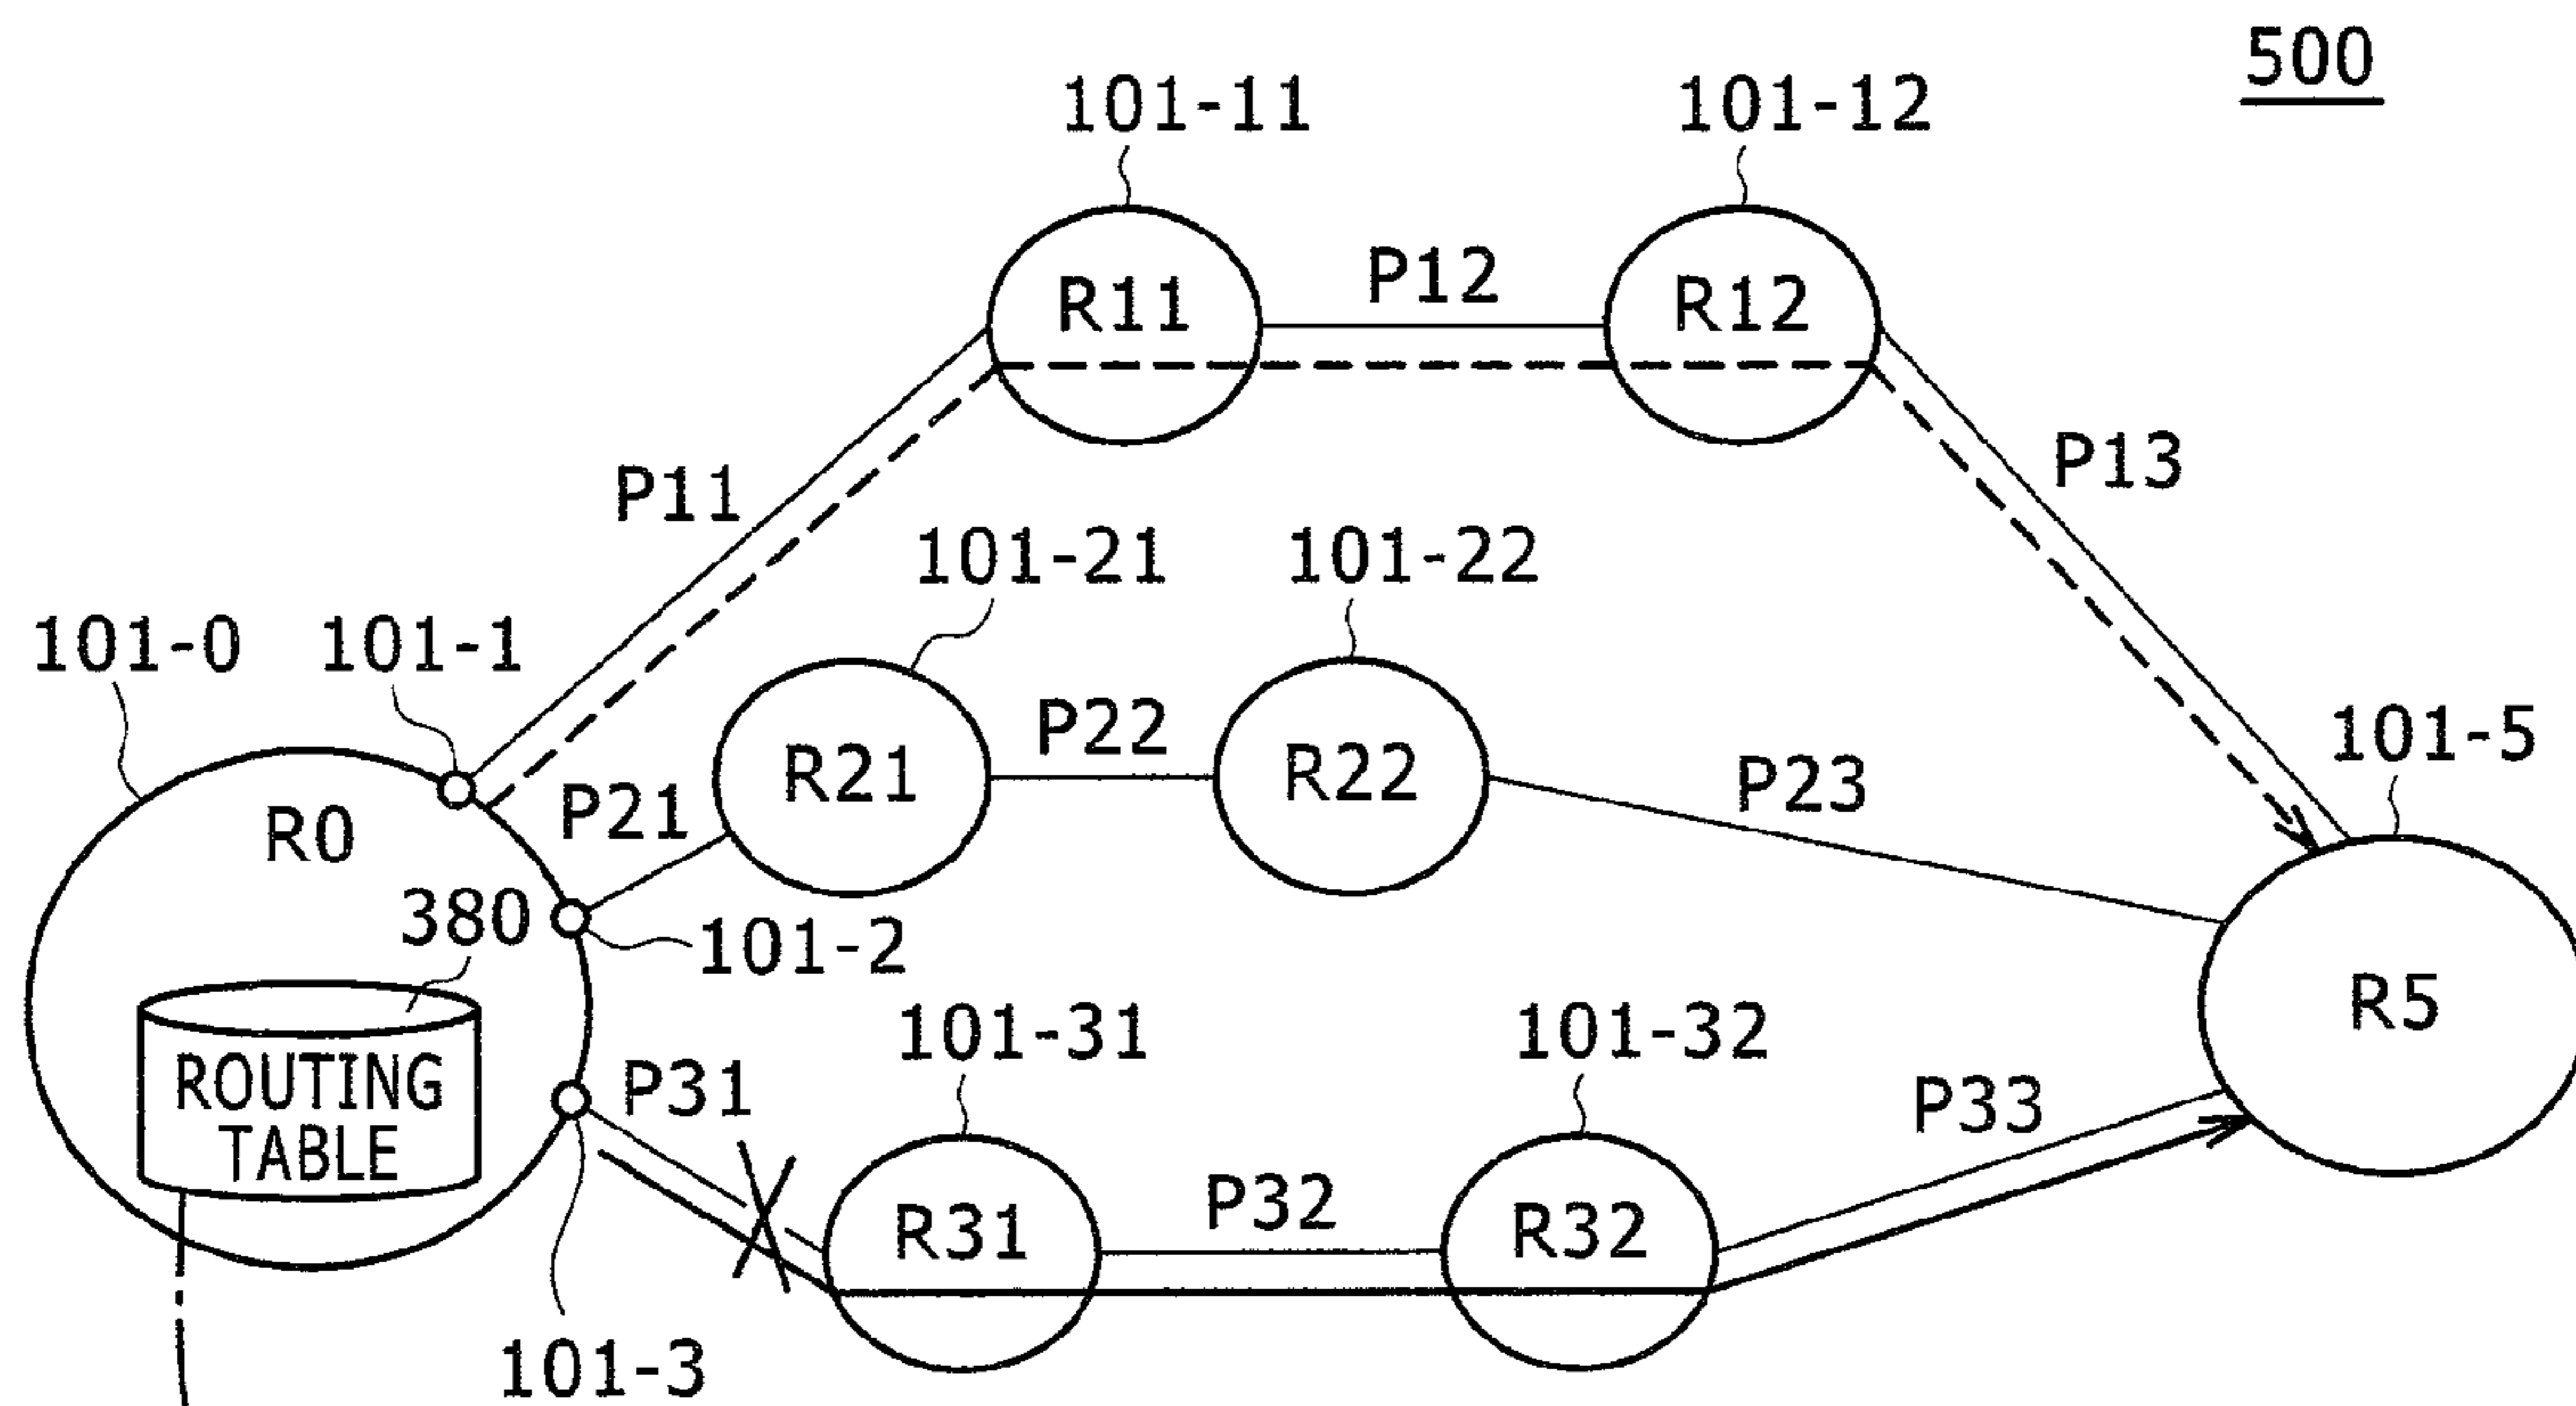 500
101-11
101-12
R11
P12
R12
P11
P13
101-21
101-22
101-0
101-1
P22
101-5
R21
R22
P23
P21
R0
380
101-2
R5
ROUTING
TABLE
P31
101-31
101-32
P33
P32
R31
R32
101-3